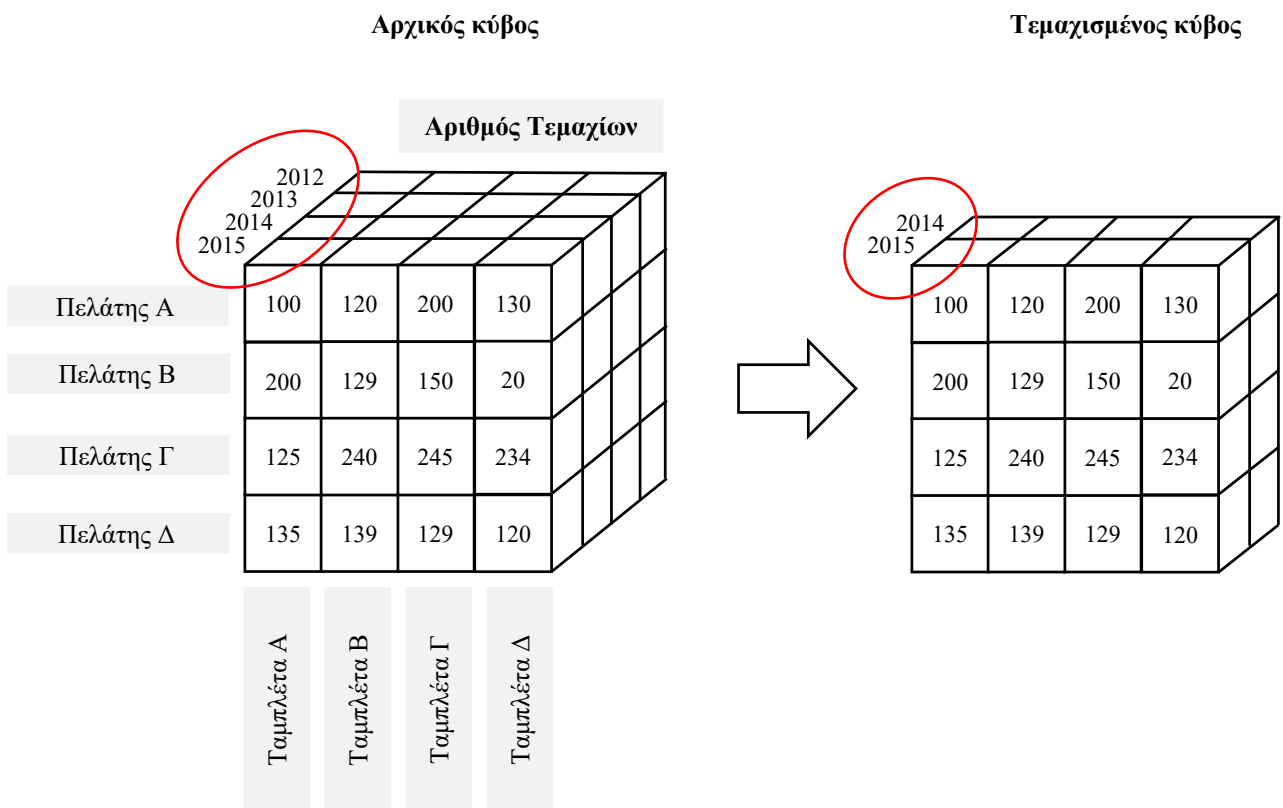 Αρχικός κύβος
Τεμαχισμένος κύβος
Αριθμός Τεμαχίων
2012
2013
2014
2015
Πελάτης Α 100 120 200 130
Πελάτης Β 200 129 150 20
Πελάτης Γ 125 240 245 234
Πελάτης Δ 135 139 129 120
Ταμπλέτα Α
Ταμπλέτα Β
Ταμπλέτα Γ
Ταμπλέτα Δ
2014
2015
100 120 200 130
200 129 150 20
125 240 245 234
135 139 129 120